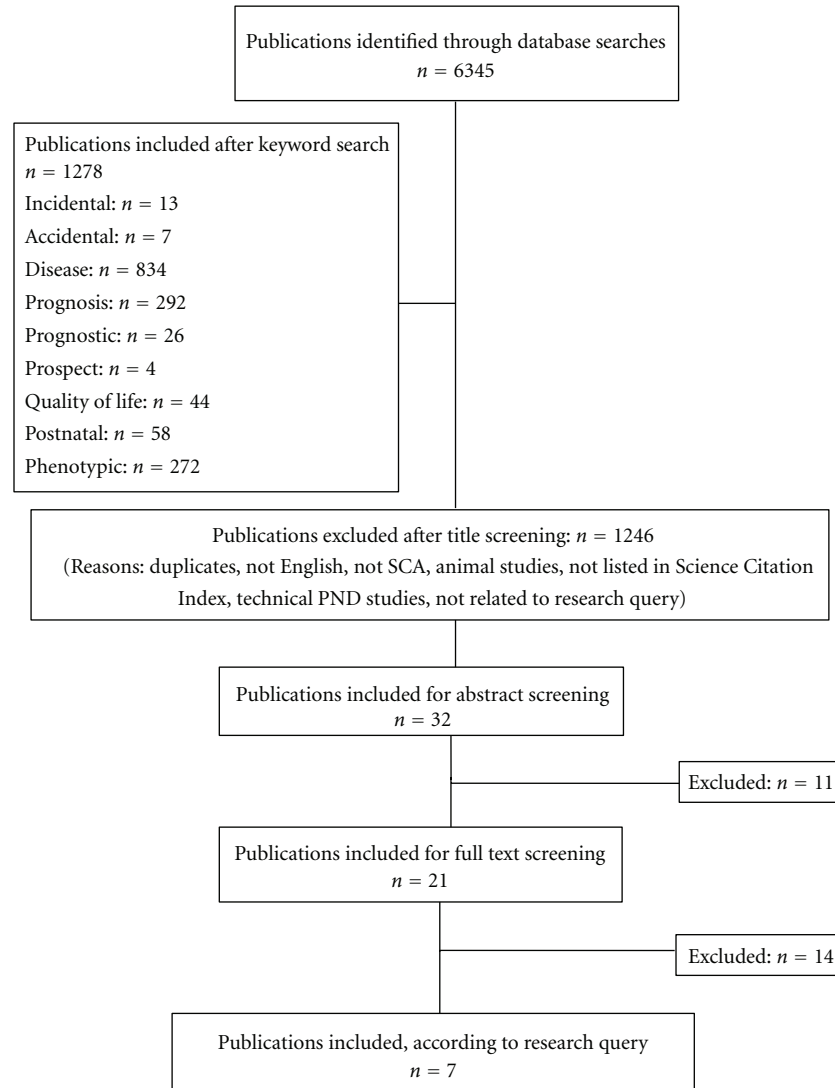 Publications identified through database searches
n = 6345
Publications included after keyword search
n = 1278
Incidental: n = 13
Accidental: n = 7
Disease: n = 834
Prognosis: n = 292
Prognostic: n = 26
Prospect: n = 4
Quality of life: n = 44
Postnatal: n = 58
Phenotypic: n = 272
Publications excluded after title screening: n = 1246
(Reasons: duplicates, not English, not SCA, animal studies, not listed in Science Citation
Index, technical PND studies, not related to research query)
Publications included for abstract screening
n = 32
Excluded: n = 11
Publications included for full text screening
n = 21
Excluded: n = 14
Publications included, according to research query
n = 7